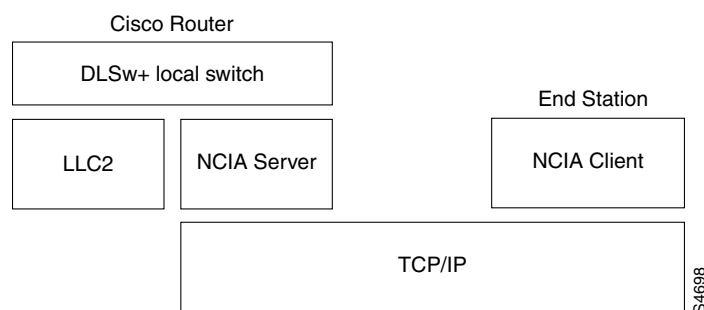 Cisco Router
DLSw+ local switch
End Station
LLC2
NCIA Server
NCIA Client
TCP/IP
S4698